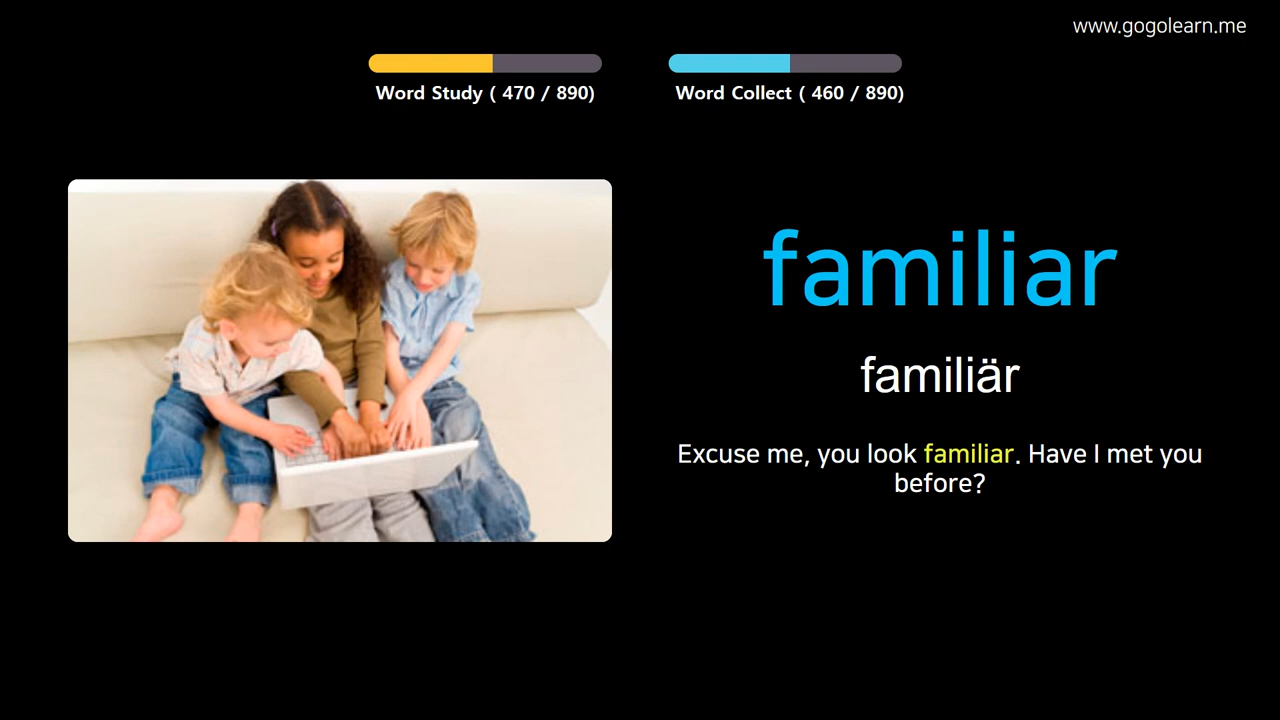 www.gogolearn.me
Word Study ( 470 / 890)
Word Collect ( 460 / 890)
familiar
familiär
Excuse me, you look familiar. Have I met you
before?